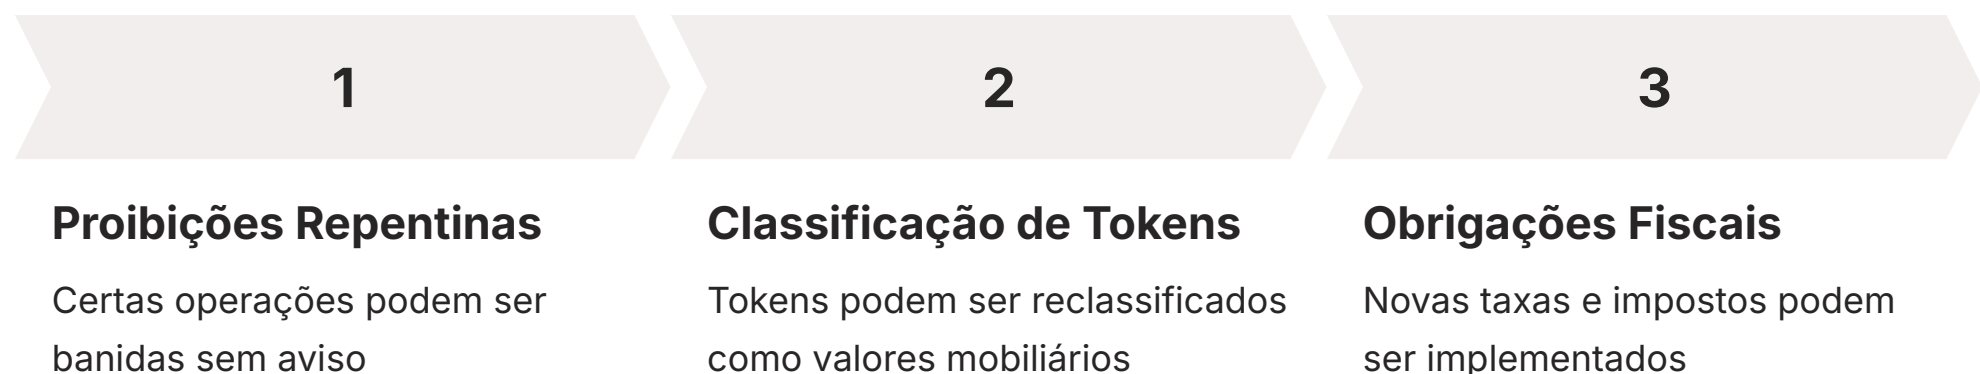 1
2
3
Proibições Repentinas
Certas operações podem ser
banidas sem aviso
Classificação de Tokens
Tokens podem ser reclassificados
como valores mobiliários
Obrigações Fiscais
Novas taxas e impostos podem
ser implementados